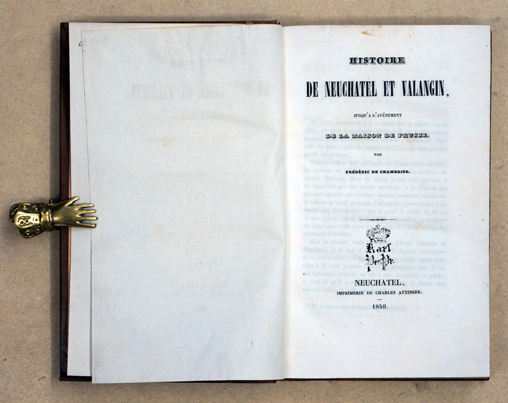 HISTOIRE
DE NEUCHATEL ET VALANGIN,
JUSQU'A L'AVÉNEMENT
DE LA MAISON DE PRUSSE.
PAR
FRÉDÉRIC DE CHAMBRIER.
Karl
NEUCHATEL,
IMPRIMERIE DE CHARLES ATTINGER.
1840.